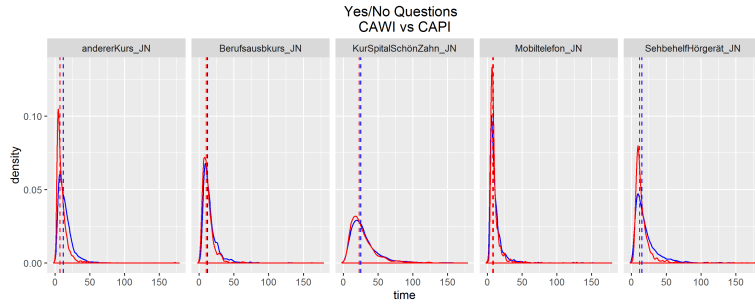 Yes/No Questions
CAWI vs CAPI
andererKurs_JN
Berufsausbkurs_JN
KurSpitalSchönZahn_JN
Mobiltelefon_JN
SehbehelfHörgerät_JN
density
0.10
0.05
0.00
0 50 100 150 0 50 100 150 0 50 100 150 0 50 100 150 0 50 100 150
time